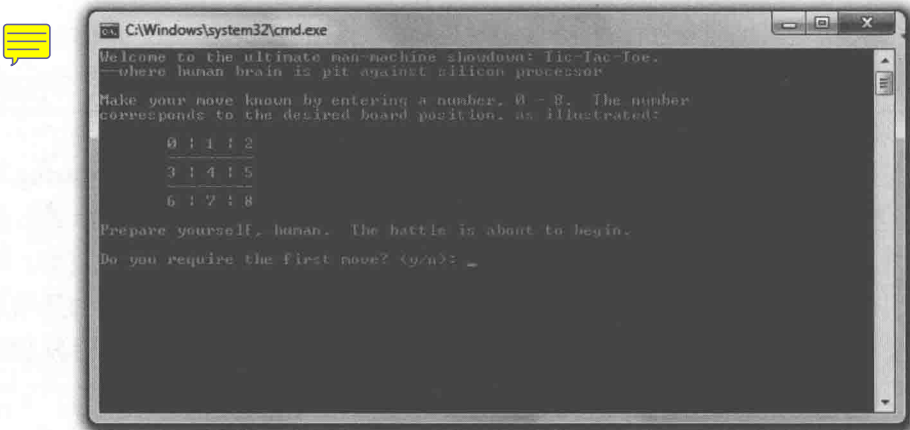 C:\Windows\system32\cmd.exe
Welcome to the ultimate man-machine showdown: Tic-Tac-Toe.
--where human brain is pit against silicon processor
Make your move known by entering a number, 0 - 8. The number
corresponds to the desired board position, as illustrated:
0 | 1 | 2
3 | 4 | 5
6 | 7 | 8
Prepare yourself, human. The battle is about to begin.
Do you require the first move? (y/n): _